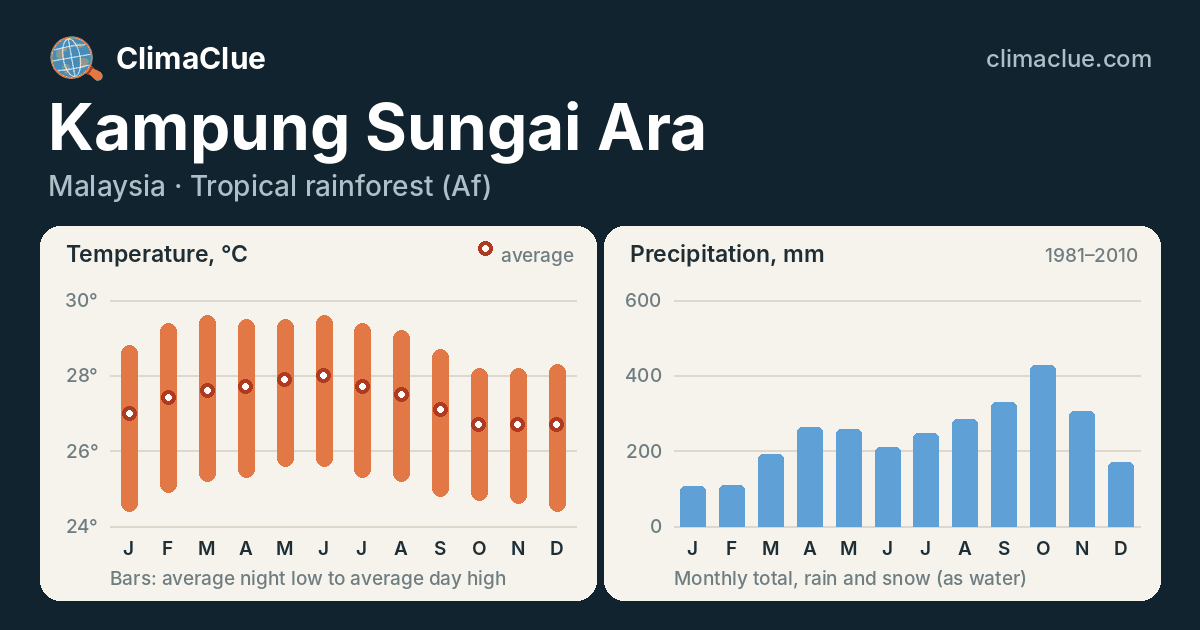 ClimaClue
climaclue.com
Kampung Sungai Ara
Malaysia · Tropical rainforest (Af)
Temperature, °C
average
30°
28°
26°
24°
J F M A M J J A S O N D
Bars: average night low to average day high
Precipitation, mm
1981–2010
600
400
200
0
J F M A M J J A S O N D
Monthly total, rain and snow (as water)